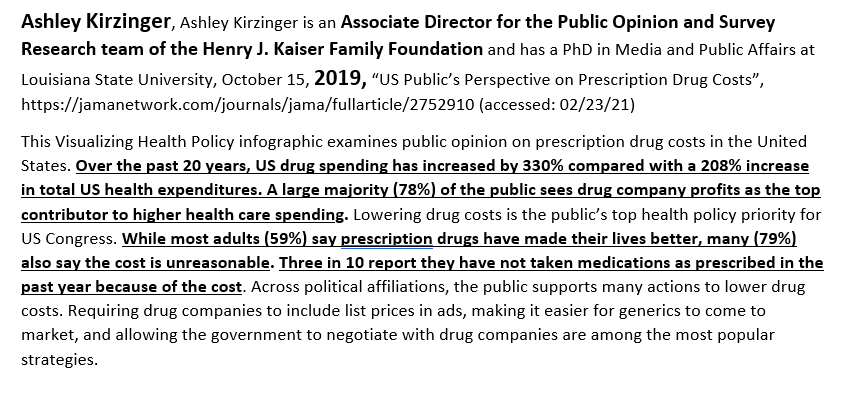 Ashley Kirzinger, Ashley Kirzinger is an Associate Director for the Public Opinion and Survey
Research team of the Henry J. Kaiser Family Foundation and has a PhD in Media and Public Affairs at
Louisiana State University, October 15, 2019, “US Public’s Perspective on Prescription Drug Costs”,
https://jamanetwork.com/journals/jama/fullarticle/2752910 (accessed: 02/23/21)
This Visualizing Health Policy infographic examines public opinion on prescription drug costs in the United
States. Over the past 20 years, US drug spending has increased by 330% compared with a 208% increase
in total US health expenditures. A large majority (78%) of the public sees drug company profits as the top
contributor to higher health care spending. Lowering drug costs is the public’s top health policy priority for
US Congress. While most adults (59%) say prescription drugs have made their lives better, many (79%)
also say the cost is unreasonable. Three in 10 report they have not taken medications as prescribed in the
past year because of the cost. Across political affiliations, the public supports many actions to lower drug
costs. Requiring drug companies to include list prices in ads, making it easier for generics to come to
market, and allowing the government to negotiate with drug companies are among the most popular
strategies.